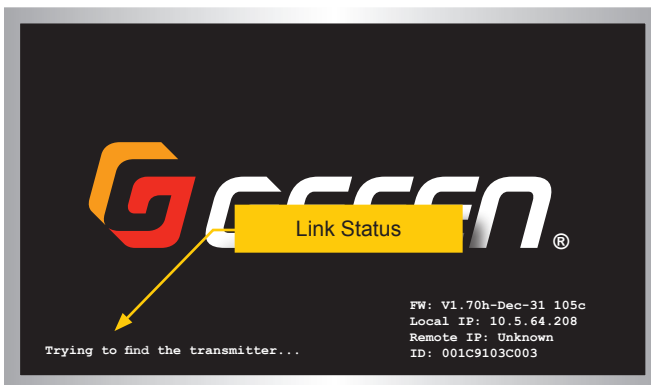 Link Status
®
FW: V1.70h-Dec-31 105c
Local IP: 10.5.64.208
Remote IP: Unknown
Trying to find the transmitter...
ID: 001C9103C003